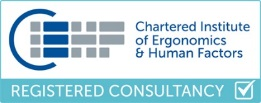 Chartered Institute
of Ergonomics
& Human Factors
REGISTERED CONSULTANCY